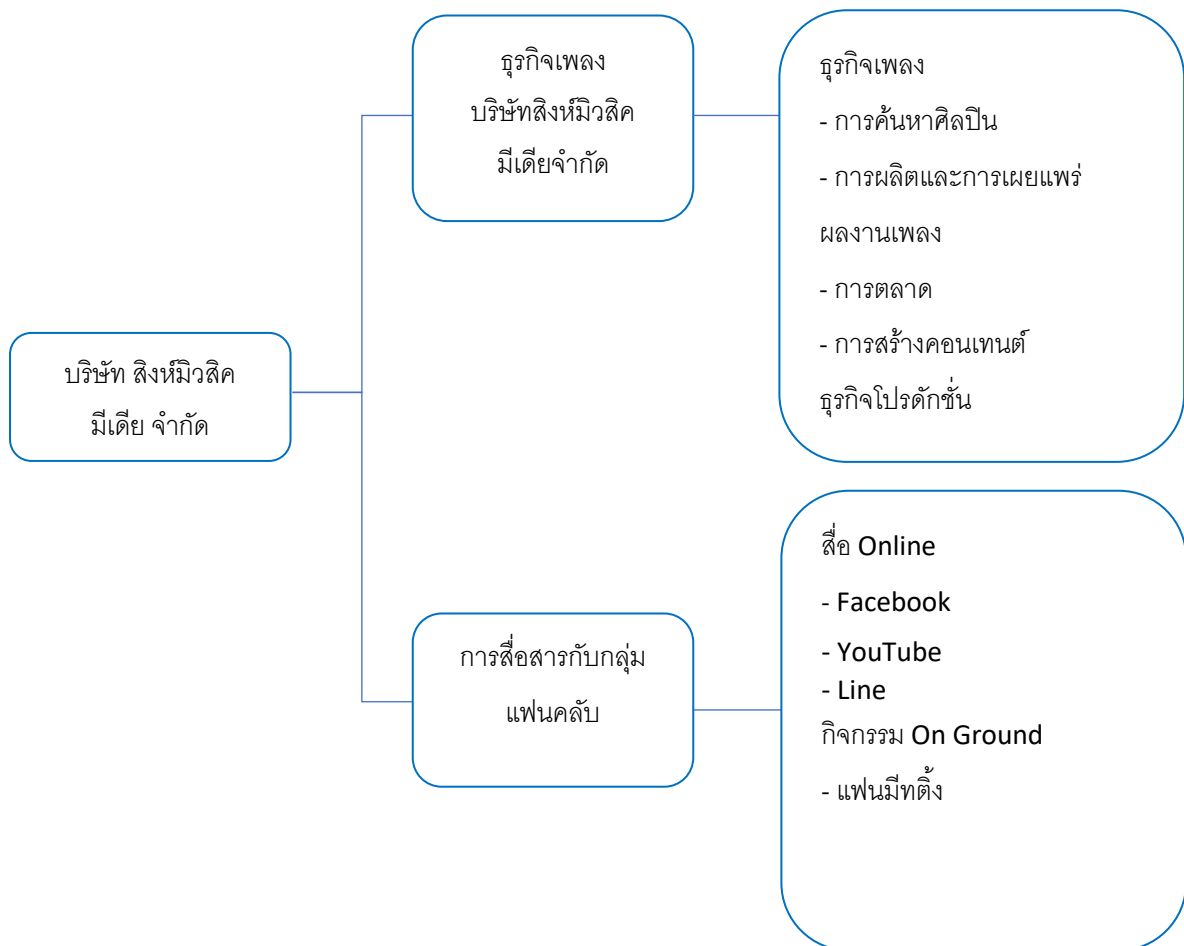 บริษัท สิงห์มิวสิค
มีเดีย จำกัด
ธุรกิจเพลง
บริษัทสิงห์มิวสิค
มีเดียจำกัด
ธุรกิจเพลง
- การค้นหาศิลปิน
- การผลิตและการเผยแพร่
ผลงานเพลง
- การตลาด
- การสร้างคอนเทนต์
ธุรกิจโปรดักชั่น
การสื่อสารกับกลุ่ม
แฟนคลับ
สื่อ Online
- Facebook
- YouTube
- Line
กิจกรรม On Ground
- แฟนมีทติ้ง